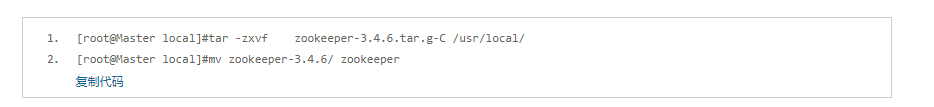 1. [root@Master local]#tar -zxvf    zookeeper-3.4.6.tar.g-C /usr/local/
2. [root@Master local]#mv zookeeper-3.4.6/ zookeeper
复制代码